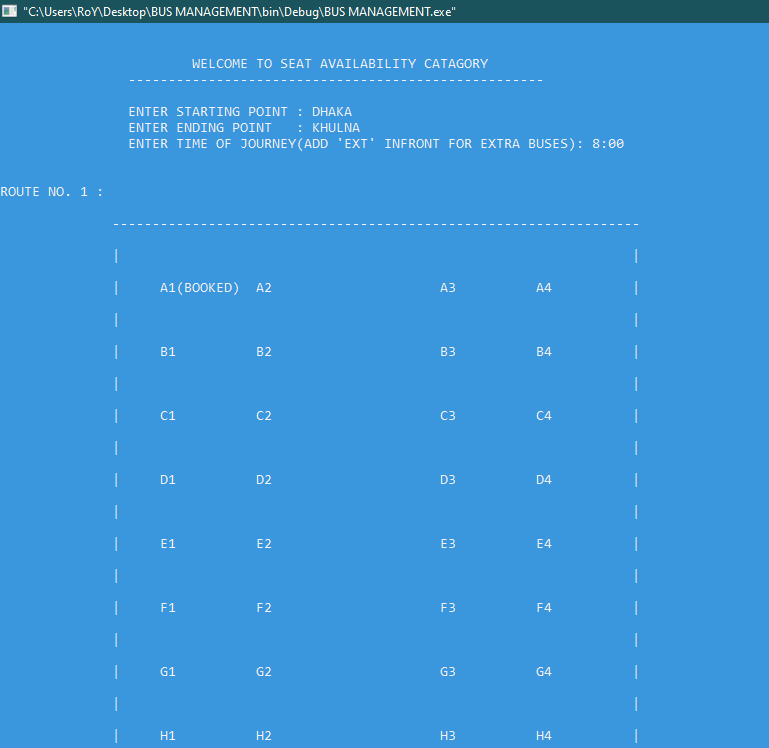 "C:\Users\RoY\Desktop\BUS MANAGEMENT\bin\Debug\BUS MANAGEMENT.exe"
WELCOME TO SEAT AVAILABILITY CATAGORY
----------------------------------------------------
ENTER STARTING POINT : DHAKA
ENTER ENDING POINT   : KHULNA
ENTER TIME OF JOURNEY(ADD 'EXT' INFRONT FOR EXTRA BUSES): 8:00
ROUTE NO. 1 :
------------------------------------------------------------------
| |
| A1(BOOKED) A2 A3 A4 |
| |
| B1 B2 B3 B4 |
| |
| C1 C2 C3 C4 |
| |
| D1 D2 D3 D4 |
| |
| E1 E2 E3 E4 |
| |
| F1 F2 F3 F4 |
| |
| G1 G2 G3 G4 |
| |
| H1 H2 H3 H4 |